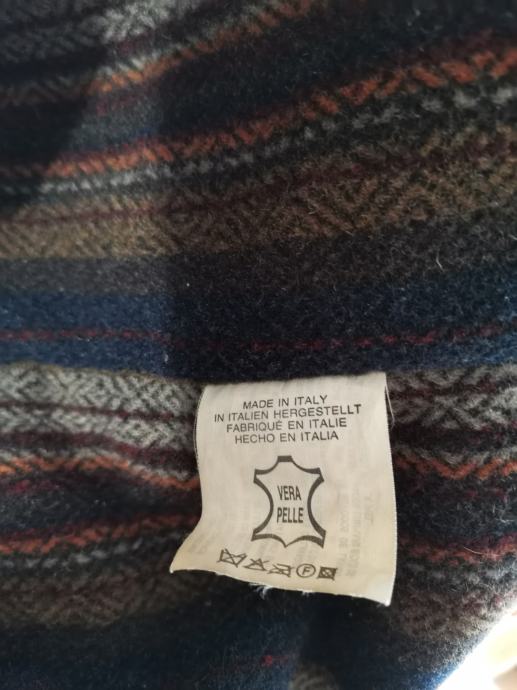 MADE IN ITALY
IN ITALIEN HERGESTELLT
FABRIQUÉ EN ITALIE
HECHO EN ITALIA
VERA
PELLE
F